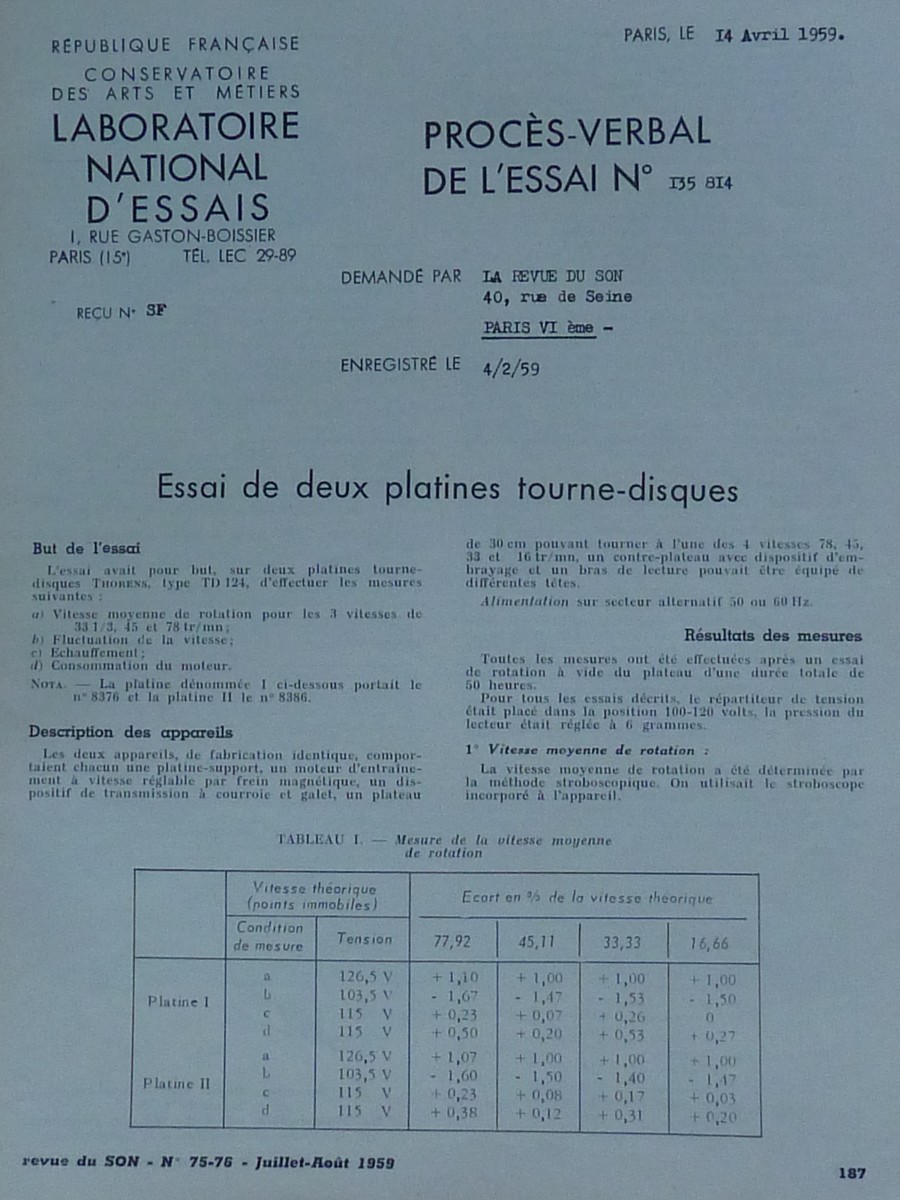 RÉPUBLIQUE FRANÇAISE
CONSERVATOIRE
DES ARTS ET MÉTIERS
LABORATOIRE
NATIONAL
D'ESSAIS
1, RUE GASTON-BOISSIER
PARIS (15e) TÉL. LEC 29-89
REÇU N° SF
PARIS, LE 14 Avril 1959.
PROCÈS-VERBAL
DE L'ESSAI N° 135 814
DEMANDÉ PAR LA REVUE DU SON
40, rue de Seine
PARIS VI ème -
ENREGISTRÉ LE 4/2/59
Essai de deux platines tourne-disques
But de l'essai
L'essai avait pour but, sur deux platines tourne-
disques THORENS, type TD 124, d'effectuer les mesures
suivantes :
a) Vitesse moyenne de rotation pour les 3 vitesses de
33 1/3, 45 et 78 tr/mn;
b) Fluctuation de la vitesse;
c) Echauffement;
d) Consommation du moteur.
NOTA. — La platine dénommée I ci-dessous portait le
n° 8376 et la platine II le n° 8386.
Description des appareils
Les deux appareils, de fabrication identique, compor-
taient chacun une platine-support, un moteur d'entraîne-
ment à vitesse réglable par frein magnétique, un dis-
positif de transmission à courroie et galet, un plateau
de 30 cm pouvant tourner à l'une des 4 vitesses 78, 45,
33 et 16 tr/mn, un contre-plateau avec dispositif d'em-
brayage et un bras de lecture pouvait être équipé de
différentes têtes.
Alimentation sur secteur alternatif 50 ou 60 Hz.
Résultats des mesures
Toutes les mesures ont été effectuées après un essai
de rotation à vide du plateau d'une durée totale de
50 heures.
Pour tous les essais décrits, le répartiteur de tension
était placé dans la position 100-120 volts, la pression du
lecteur était réglée à 6 grammes.
1° Vitesse moyenne de rotation :
La vitesse moyenne de rotation a été déterminée par
la méthode stroboscopique. On utilisait le stroboscope
incorporé à l'appareil.
TABLEAU I. — Mesure de la vitesse moyenne
de rotation
Vitesse théorique
(points immobiles)
Ecart en % de la vitesse théorique
Condition
de mesure
Tension 77,92 45,11 33,33 16,66
Platine I
a 126,5 V + 1,10 + 1,00 + 1,00 + 1,00
b 103,5 V - 1,67 - 1,47 - 1,53 - 1,50
c 115 V + 0,23 + 0,07 + 0,26 0
d 115 V + 0,50 + 0,20 + 0,53 + 0,27
Platine II
a 126,5 V + 1,07 + 1,00 + 1,00 + 1,00
b 103,5 V - 1,60 - 1,50 - 1,40 - 1,47
c 115 V + 0,23 + 0,08 + 0,17 + 0,03
d 115 V + 0,38 + 0,12 + 0,31 + 0,20
revue du SON - N° 75-76 - Juillet-Août 1959
187